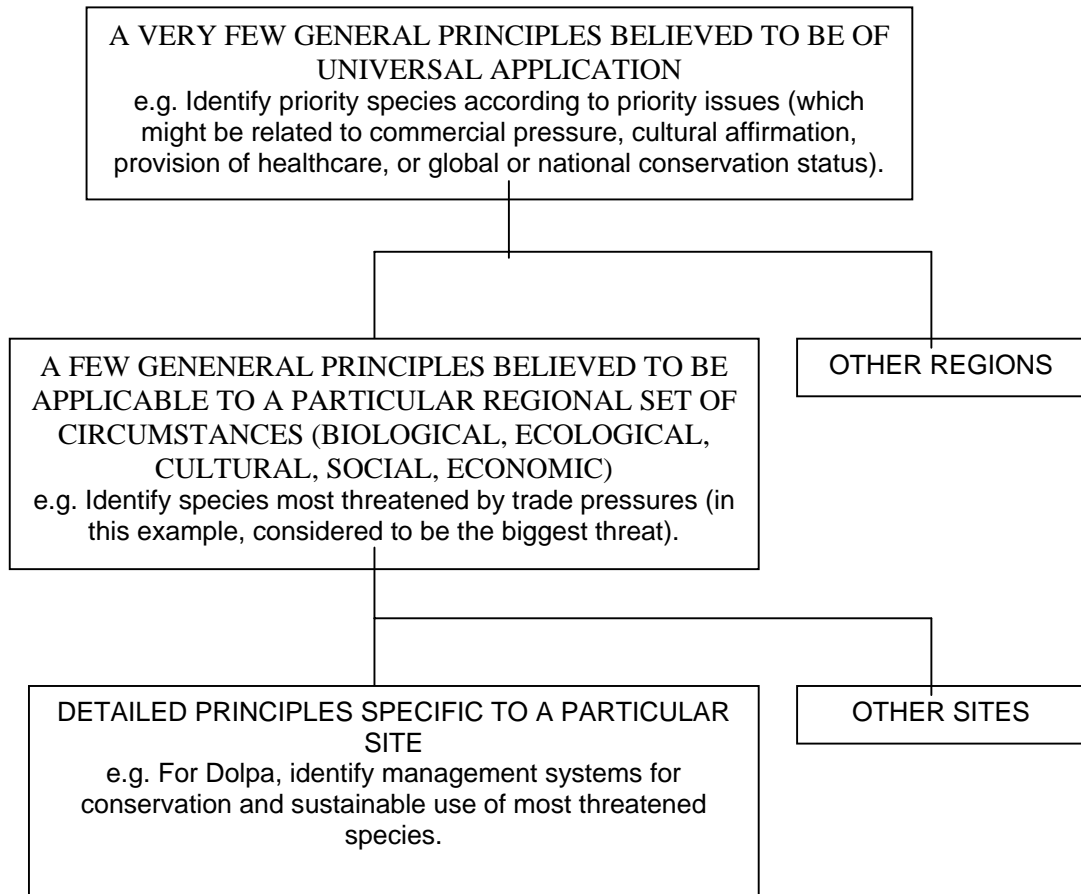 A VERY FEW GENERAL PRINCIPLES BELIEVED TO BE OF
UNIVERSAL APPLICATION
e.g. Identify priority species according to priority issues (which
might be related to commercial pressure, cultural affirmation,
provision of healthcare, or global or national conservation status).
A FEW GENENERAL PRINCIPLES BELIEVED TO BE
APPLICABLE TO A PARTICULAR REGIONAL SET OF
CIRCUMSTANCES (BIOLOGICAL, ECOLOGICAL,
CULTURAL, SOCIAL, ECONOMIC)
e.g. Identify species most threatened by trade pressures (in
this example, considered to be the biggest threat).
OTHER REGIONS
DETAILED PRINCIPLES SPECIFIC TO A PARTICULAR
SITE
e.g. For Dolpa, identify management systems for
conservation and sustainable use of most threatened
species.
OTHER SITES